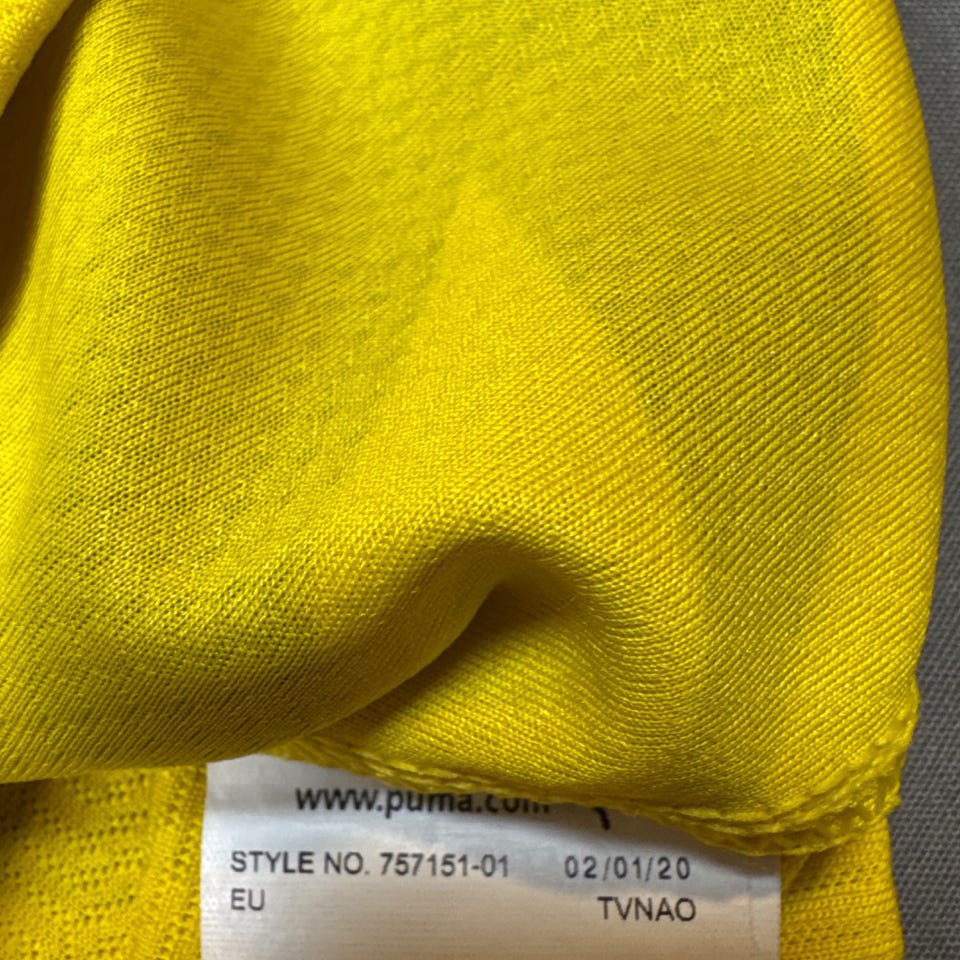 www.puma.com
STYLE NO. 757151-01 02/01/20
EU TVNAO